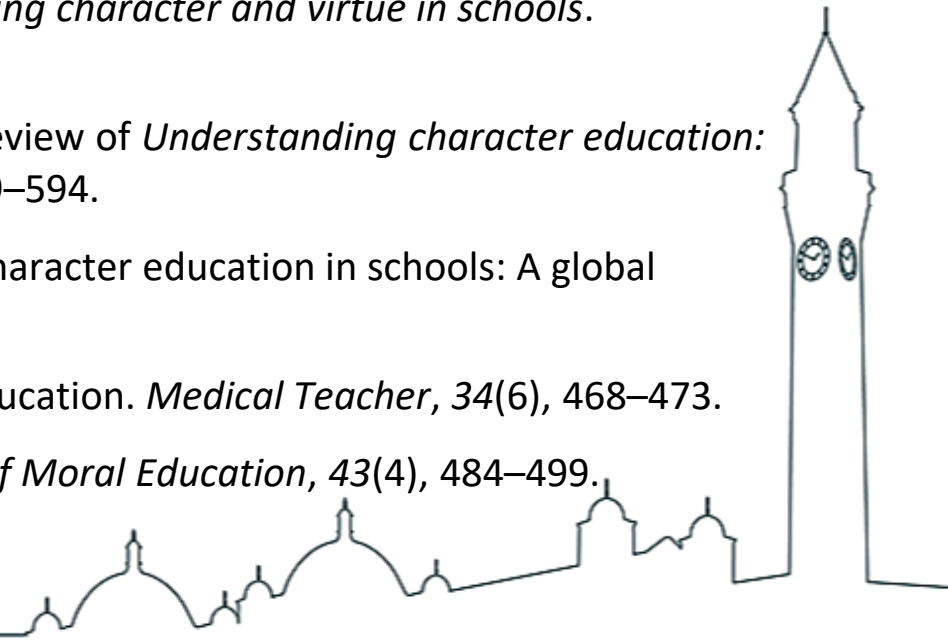 ng character and virtue in schools.
eview of Understanding character education:
–594.
haracter education in schools: A global
ucation. Medical Teacher, 34(6), 468–473.
f Moral Education, 43(4), 484–499.